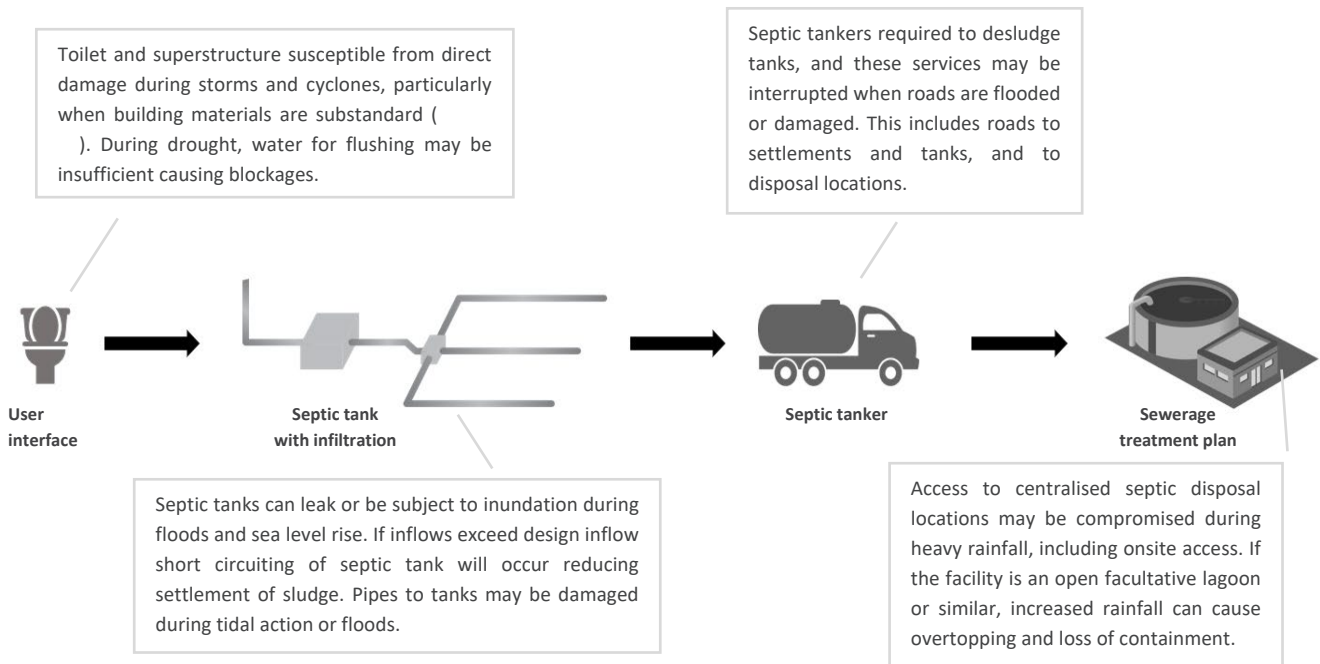 Toilet and superstructure susceptible from direct
damage during storms and cyclones, particularly
when building materials are substandard (
). During drought, water for flushing may be
insufficient causing blockages.
Septic tankers required to desludge
tanks, and these services may be
interrupted when roads are flooded
or damaged. This includes roads to
settlements and tanks, and to
disposal locations.
User
interface
Septic tank
with infiltration
Septic tanker
Sewerage
treatment plan
Septic tanks can leak or be subject to inundation during
floods and sea level rise. If inflows exceed design inflow
short circuiting of septic tank will occur reducing
settlement of sludge. Pipes to tanks may be damaged
during tidal action or floods.
Access to centralised septic disposal
locations may be compromised during
heavy rainfall, including onsite access. If
the facility is an open facultative lagoon
or similar, increased rainfall can cause
overtopping and loss of containment.